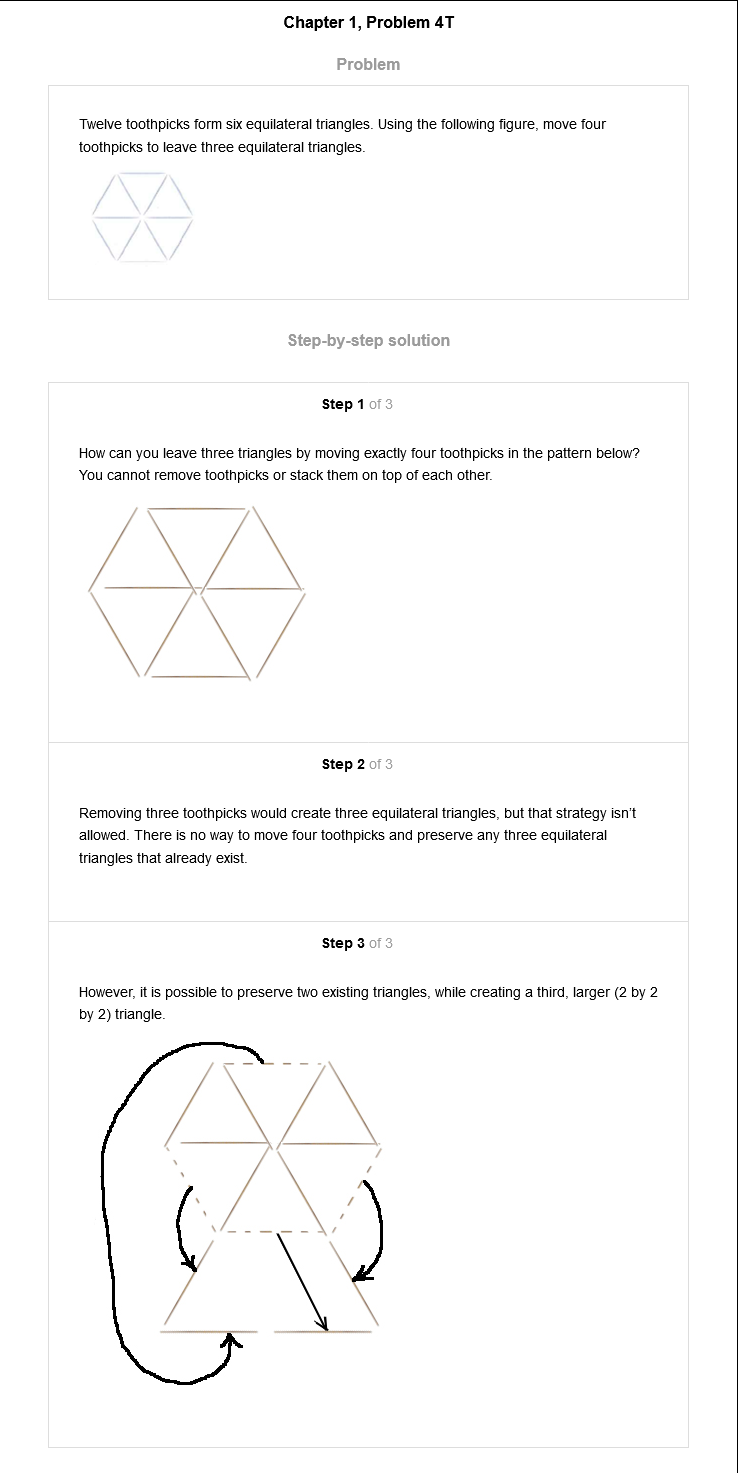 Chapter 1, Problem 4T
Problem
Twelve toothpicks form six equilateral triangles. Using the following figure, move four
toothpicks to leave three equilateral triangles.
Step-by-step solution
Step 1 of 3
How can you leave three triangles by moving exactly four toothpicks in the pattern below?
You cannot remove toothpicks or stack them on top of each other.
Step 2 of 3
Removing three toothpicks would create three equilateral triangles, but that strategy isn't
allowed. There is no way to move four toothpicks and preserve any three equilateral
triangles that already exist.
Step 3 of 3
However, it is possible to preserve two existing triangles, while creating a third, larger (2 by 2
by 2) triangle.